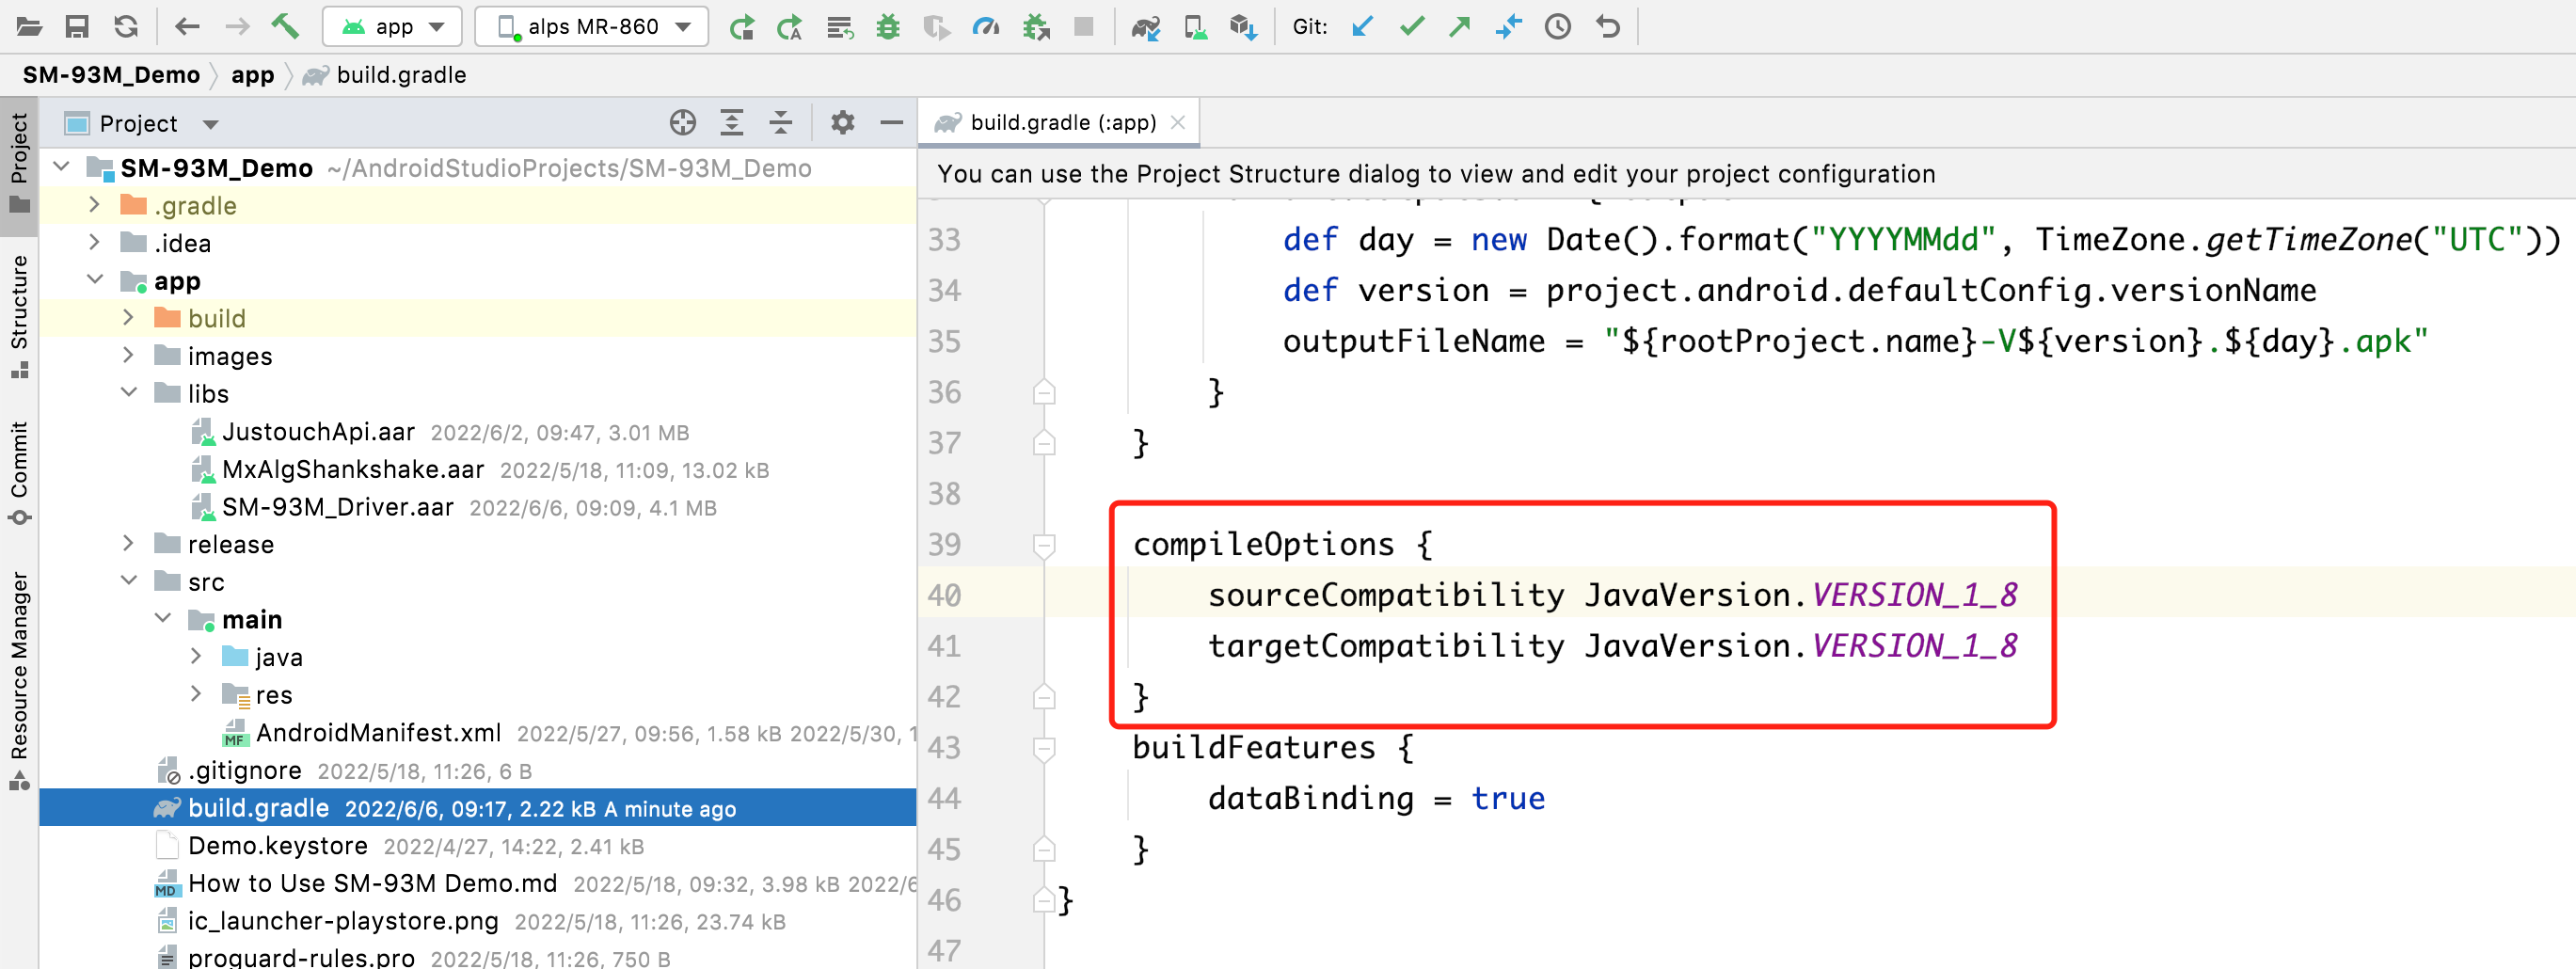 app
alps MR-860
Git:
SM-93M_Demo
app
build.gradle
Project
Structure
Commit
Resource Manager
Project
SM-93M_Demo ~/AndroidStudioProjects/SM-93M_Demo
.gradle
.idea
app
build
images
libs
JustouchApi.aar 2022/6/2, 09:47, 3.01 MB
MxAlgShankshake.aar 2022/5/18, 11:09, 13.02 kB
SM-93M_Driver.aar 2022/6/6, 09:09, 4.1 MB
release
src
main
java
res
MF AndroidManifest.xml 2022/5/27, 09:56, 1.58 kB 2022/5/30, 1
.gitignore 2022/5/18, 11:26, 6 B
build.gradle 2022/6/6, 09:17, 2.22 kB A minute ago
Demo.keystore 2022/4/27, 14:22, 2.41 kB
MD How to Use SM-93M Demo.md 2022/5/18, 09:32, 3.98 kB 2022/6
ic_launcher-playstore.png 2022/5/18, 11:26, 23.74 kB
proguard-rules.pro 2022/5/18, 11:26, 750 B
build.gradle (:app)
You can use the Project Structure dialog to view and edit your project configuration
33 def day = new Date().format("YYYYMMdd", TimeZone.getTimeZone("UTC"))
34 def version = project.android.defaultConfig.versionName
35 outputFileName = "${rootProject.name}-V${version}.${day}.apk"
36 }
37 }
38
39 compileOptions {
40 sourceCompatibility JavaVersion.VERSION_1_8
41 targetCompatibility JavaVersion.VERSION_1_8
42 }
43 buildFeatures {
44 dataBinding = true
45 }
46 }
47